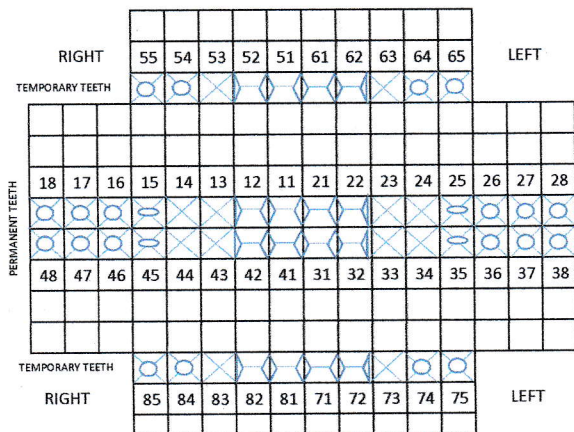 RIGHT 55 54 53 52 51 61 62 63 64 65 LEFT
TEMPORARY TEETH
PERMANENT TEETH
18 17 16 15 14 13 12 11 21 22 23 24 25 26 27 28
48 47 46 45 44 43 42 41 31 32 33 34 35 36 37 38
TEMPORARY TEETH
RIGHT 85 84 83 82 81 71 72 73 74 75 LEFT